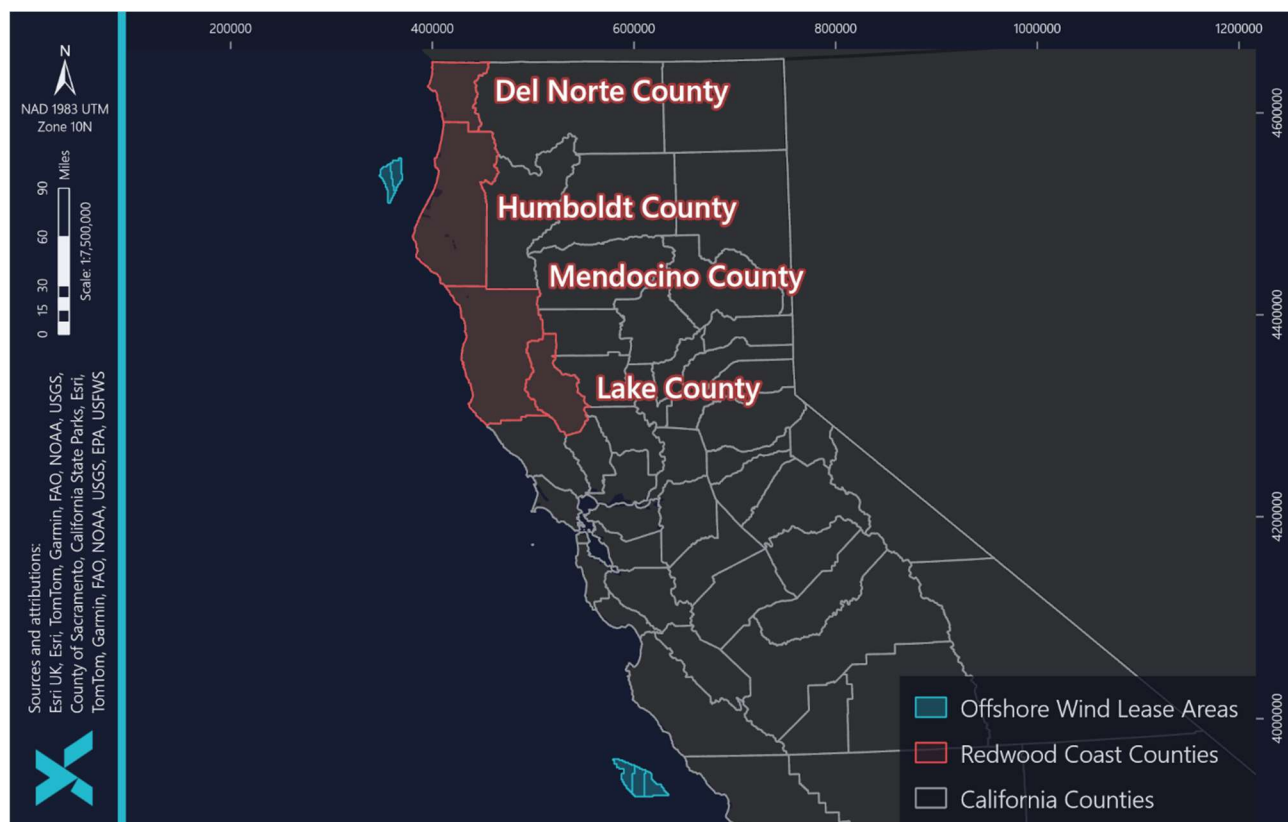 200000 400000 600000 800000 1000000 1200000
N
NAD 1983 UTM
Zone 10N
Miles
0 15 30 60 90
Scale: 1:7,500,000
Sources and attributions:
Esri UK, Esri, TomTom, Garmin, FAO, NOAA, USGS,
County of Sacramento, California State Parks, Esri,
TomTom, Garmin, FAO, NOAA, USGS, EPA, USFWS
Del Norte County
Humboldt County
Mendocino County
Lake County
4600000
4400000
4200000
4000000
Offshore Wind Lease Areas
Redwood Coast Counties
California Counties